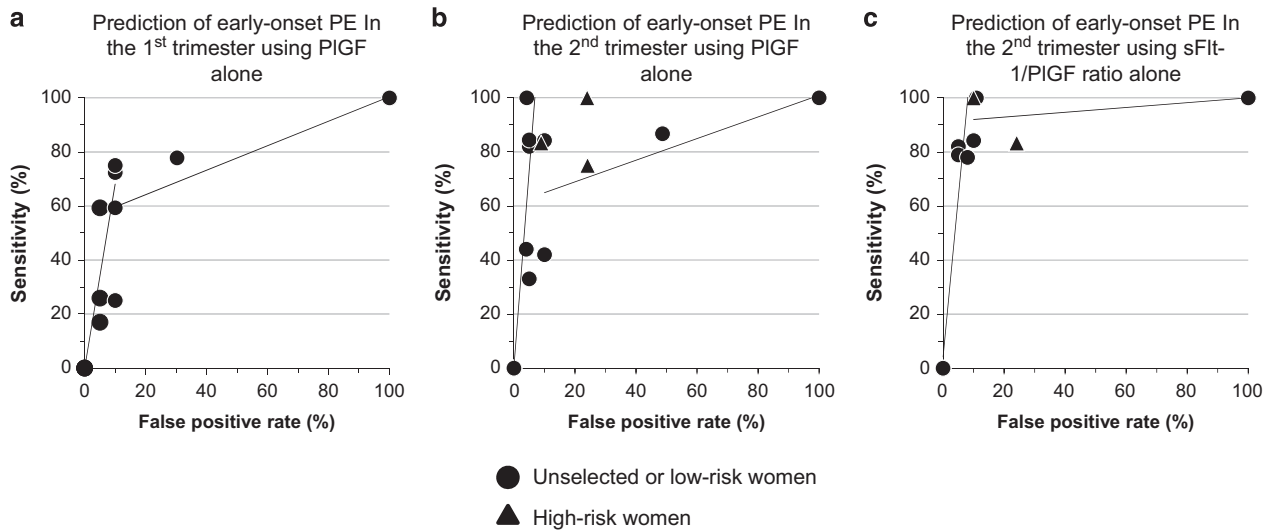 a
Prediction of early-onset PE In
the 1st trimester using PlGF
alone
100
80
60
40
20
0
Sensitivity (%)
0 20 40 60 80 100
False positive rate (%)
b
Prediction of early-onset PE In
the 2nd trimester using PlGF
alone
100
80
60
40
20
0
Sensitivity (%)
0 20 40 60 80 100
False positive rate (%)
c
Prediction of early-onset PE In
the 2nd trimester using sFlt-
1/PlGF ratio alone
100
80
60
40
20
0
Sensitivity (%)
0 20 40 60 80 100
False positive rate (%)
Unselected or low-risk women
High-risk women